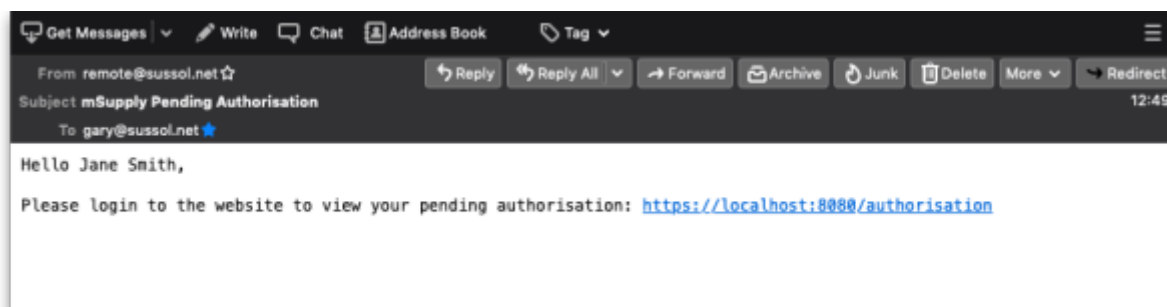 Get Messages Write Chat Address Book Tag
From remote@sussol.net Reply Reply All Forward Archive Junk Delete More Redirect
Subject mSupply Pending Authorisation 12:49
To gary@sussol.net
Hello Jane Smith,
Please login to the website to view your pending authorisation: https://localhost:8080/authorisation